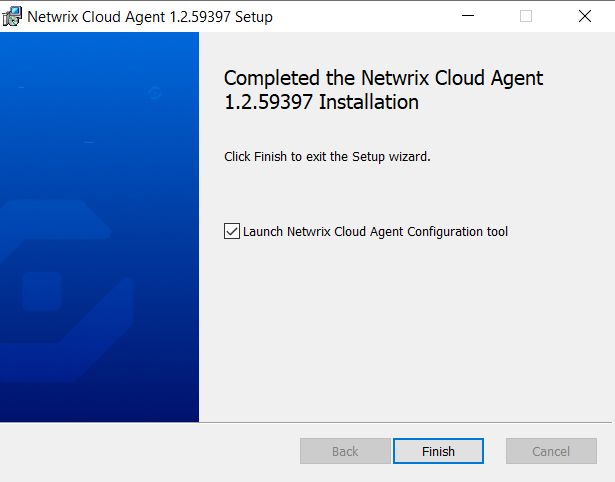 Netwrix Cloud Agent 1.2.59397 Setup
Completed the Netwrix Cloud Agent
1.2.59397 Installation
Click Finish to exit the Setup wizard.
Launch Netwrix Cloud Agent Configuration tool
Back
Finish
Cancel